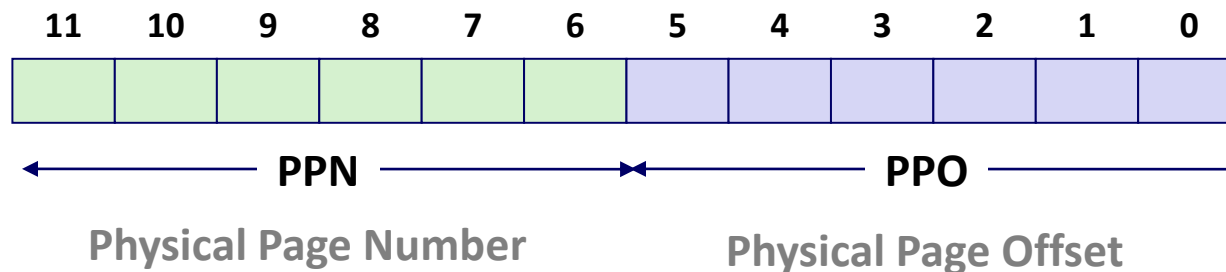 11 10 9 8 7 6 5 4 3 2 1 0
PPN PPO
Physical Page Number Physical Page Offset